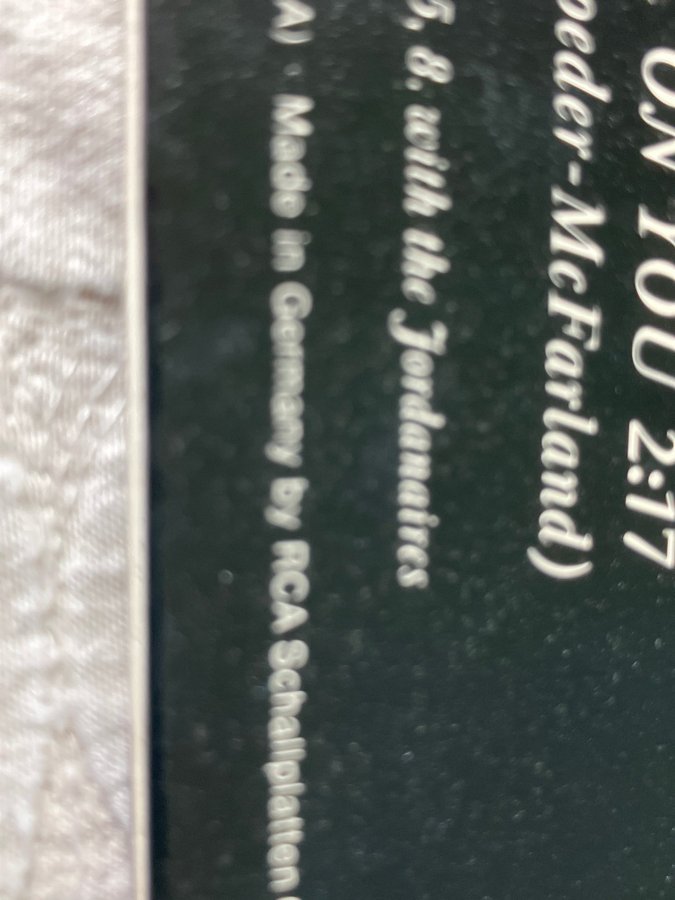 ON YOU 2:17
oeder-McFarland)
5, 8. with the Jordanaires
A) · Made in Germany by RCA Schallplatten